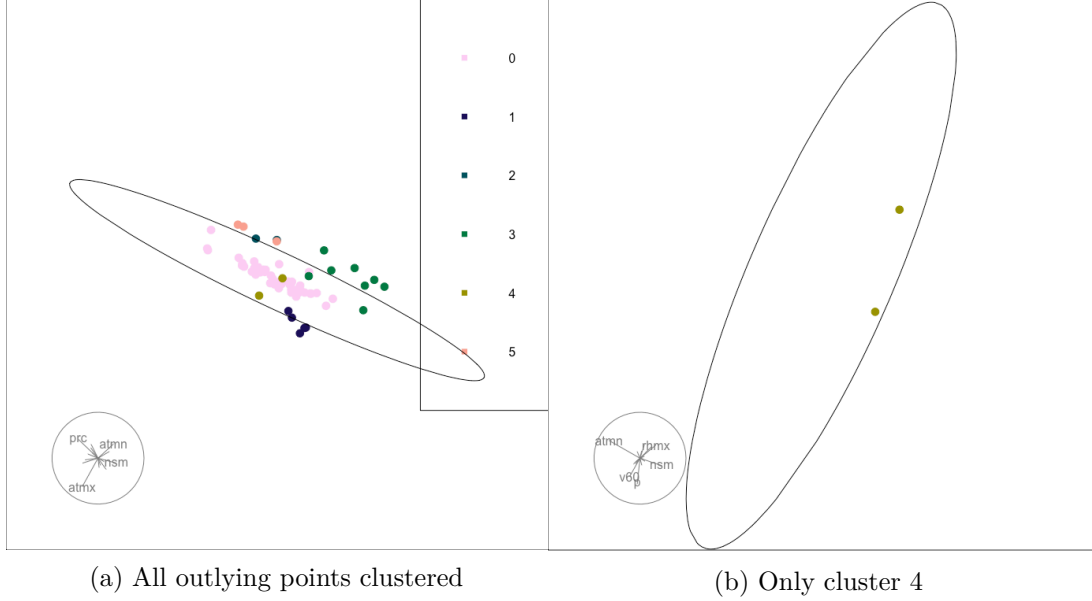 0
1
2
3
4
5
prc
atmn
nsm
atmx
atmn
rhmx
nsm
v60
p
(a) All outlying points clustered
(b) Only cluster 4